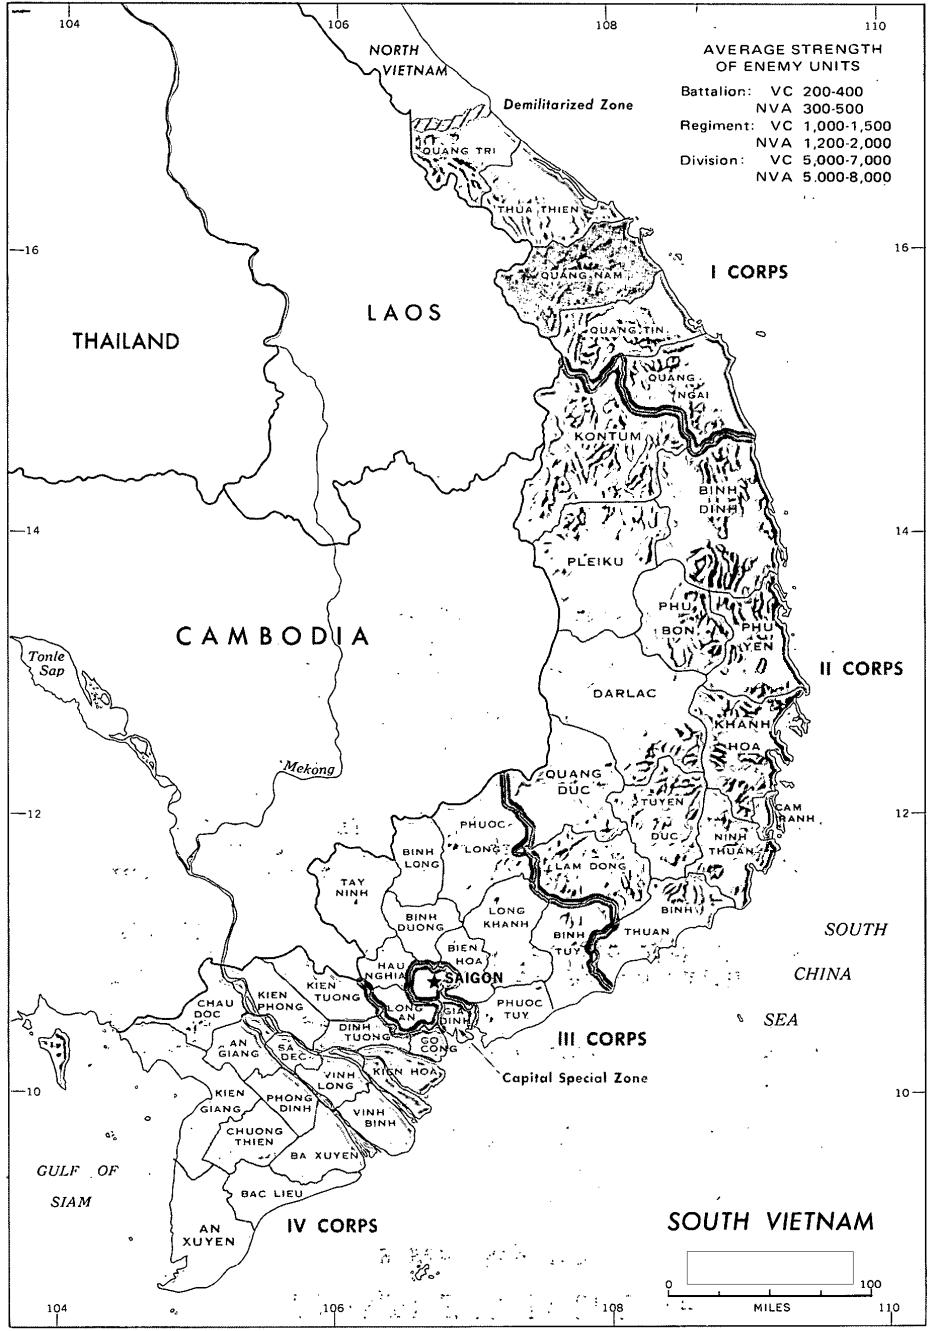 104 106 108 110
NORTH
VIETNAM
AVERAGE STRENGTH
OF ENEMY UNITS
Battalion: VC 200-400
NVA 300-500
Regiment: VC 1,000-1,500
NVA 1,200-2,000
Division: VC 5,000-7,000
NVA 5.000-8,000
Demilitarized Zone
QUANG TRI
THUA THIEN
16 16
I CORPS
QUANG NAM
LAOS
THAILAND
QUANG TIN
QUANG
NGAI
KONTUM
BINH
DINH
14 14
PLEIKU
PHU
BON
PHU
YEN
CAMBODIA
Tonle
Sap
II CORPS
DARLAC
KHANH
HOA
Mekong
QUANG
DUC
TUYEN
DUC
CAM
RANH
12 12
PHUOC
LONG
NINH
THUAN
BINH
LONG
LAM DONG
TAY
NINH
LONG
KHANH
BINH
THUAN
BINH
DUONG
BINH
TUY
SOUTH
CHINA
SEA
BIEN
HOA
HAU
NGHIA
SAIGON
KIEN
TUONG
KIEN
PHONG
CHAU
DOC
LONG
AN
GIA
DINH
PHUOC
TUY
DINH
TUONG
GO
CONG
III CORPS
AN
GIANG
SA
DEC
KIEN HOA
VINH
LONG
Capital Special Zone
10 10
KIEN
GIANG
PHONG
DINH
VINH
BINH
CHUONG
THIEN
BA XUYEN
GULF OF
SIAM
BAC LIEU
AN
XUYEN
IV CORPS
SOUTH VIETNAM
0 100
MILES
104 106 108 110